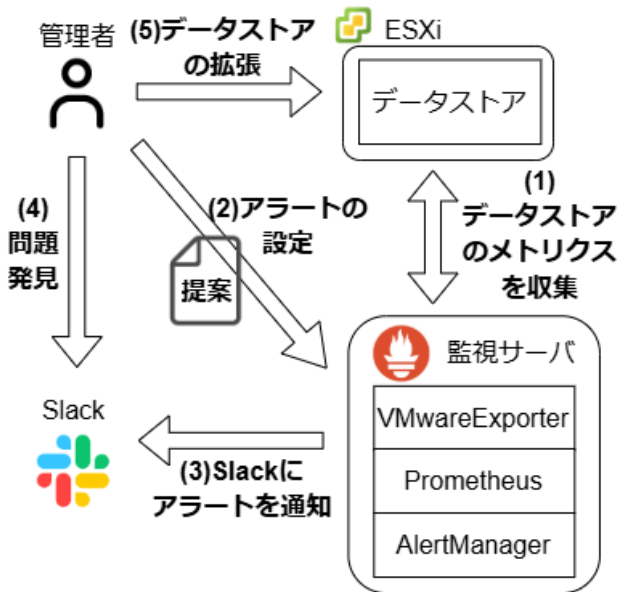 管理者
(5)データストア
の拡張
ESXi
データストア
(4)
問題
発見
(2)アラートの
設定
提案
(1)
データストア
のメトリクス
を収集
監視サーバ
VMwareExporter
Prometheus
AlertManager
Slack
(3)Slackに
アラートを通知